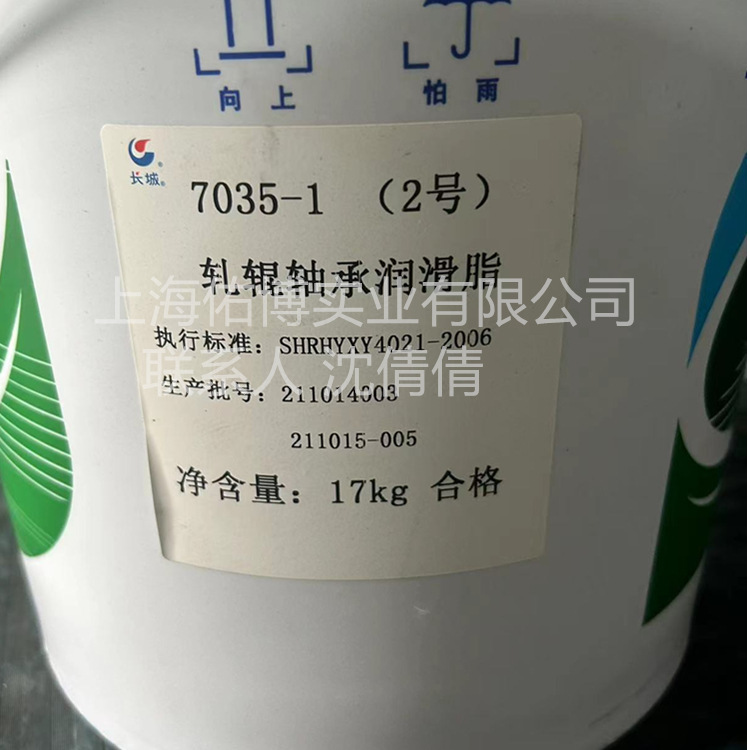 向上 怕雨
长城
7035-1 （2号）
轧辊轴承润滑脂
上海佑博实业有限公司
执行标准：SHRHYXY4021-2006
联系人 沈倩倩
生产批号：211014003
211015-005
净含量：17kg 合格